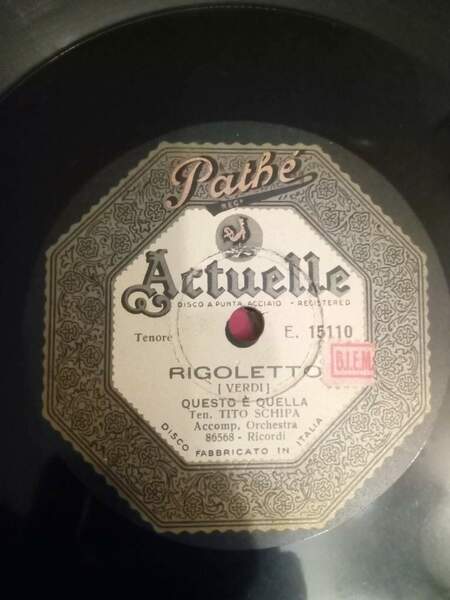 Pathé
REGd
Actuelle
DISCO A PUNTA ACCIAIO - REGISTERED
Tenore
E. 15110
RIGOLETTO
[VERDI]
B.I.E.M.
QUESTO È QUELLA
Ten. TITO SCHIPA
Accomp, Orchestra
86568 - Ricordi
DISCO FABBRICATO IN ITALIA